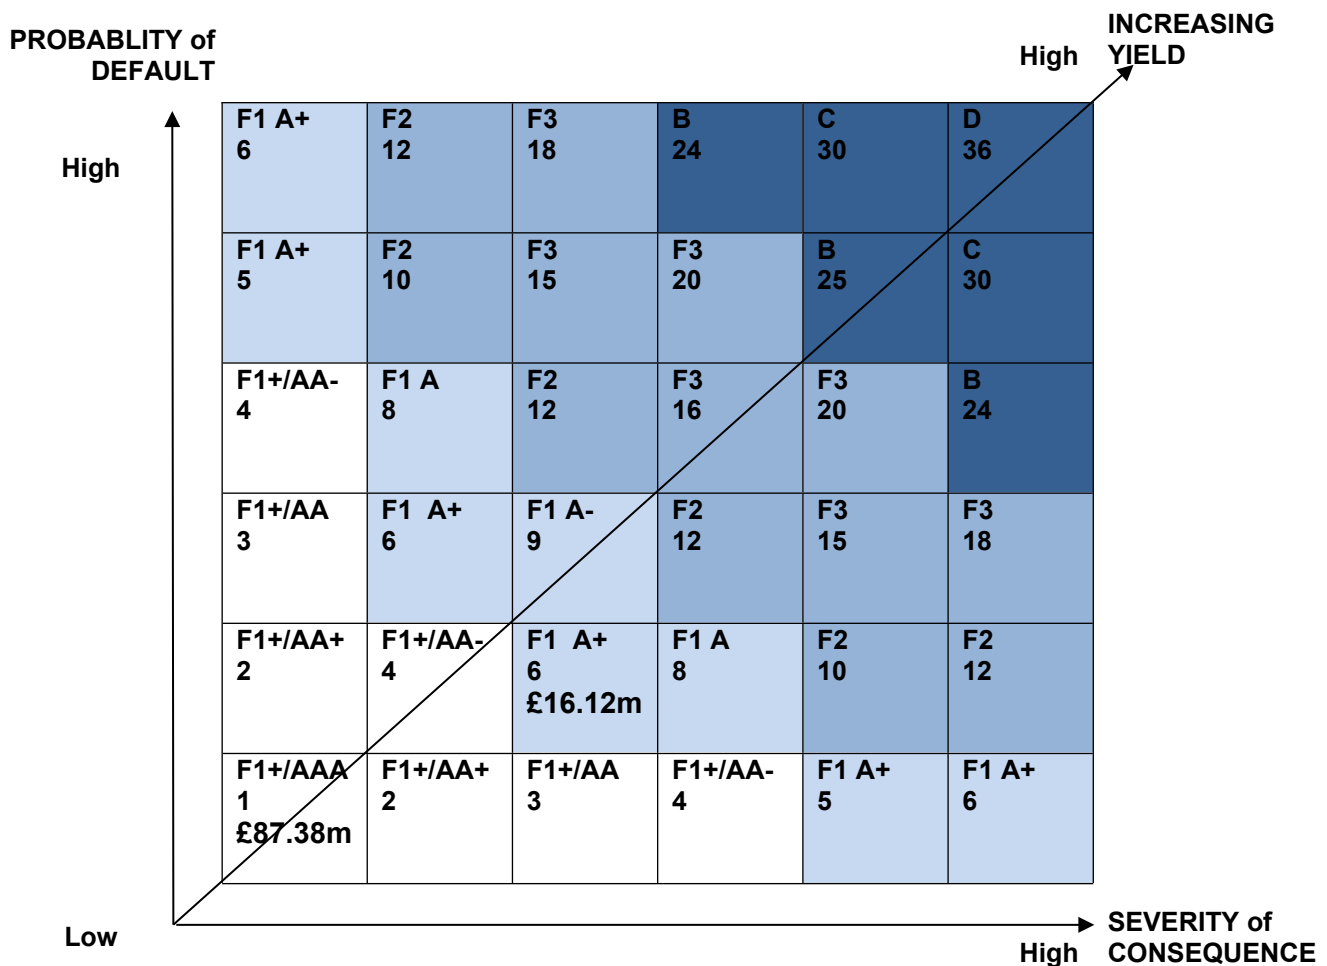 PROBABLITY of
DEFAULT
INCREASING
High YIELD
High
F1 A+ F2 F3 B C D
6 12 18 24 30 36
F1 A+ F2 F3 F3 B C
5 10 15 20 25 30
F1+/AA- F1 A F2 F3 F3 B
4 8 12 16 20 24
F1+/AA F1 A+ F1 A- F2 F3 F3
3 6 9 12 15 18
F1+/AA+ F1+/AA- F1 A+ F1 A F2 F2
2 4 6 8 10 12
£16.12m
F1+/AAA F1+/AA+ F1+/AA F1+/AA- F1 A+ F1 A+
1 2 3 4 5 6
£87.38m
Low
SEVERITY of
High CONSEQUENCE